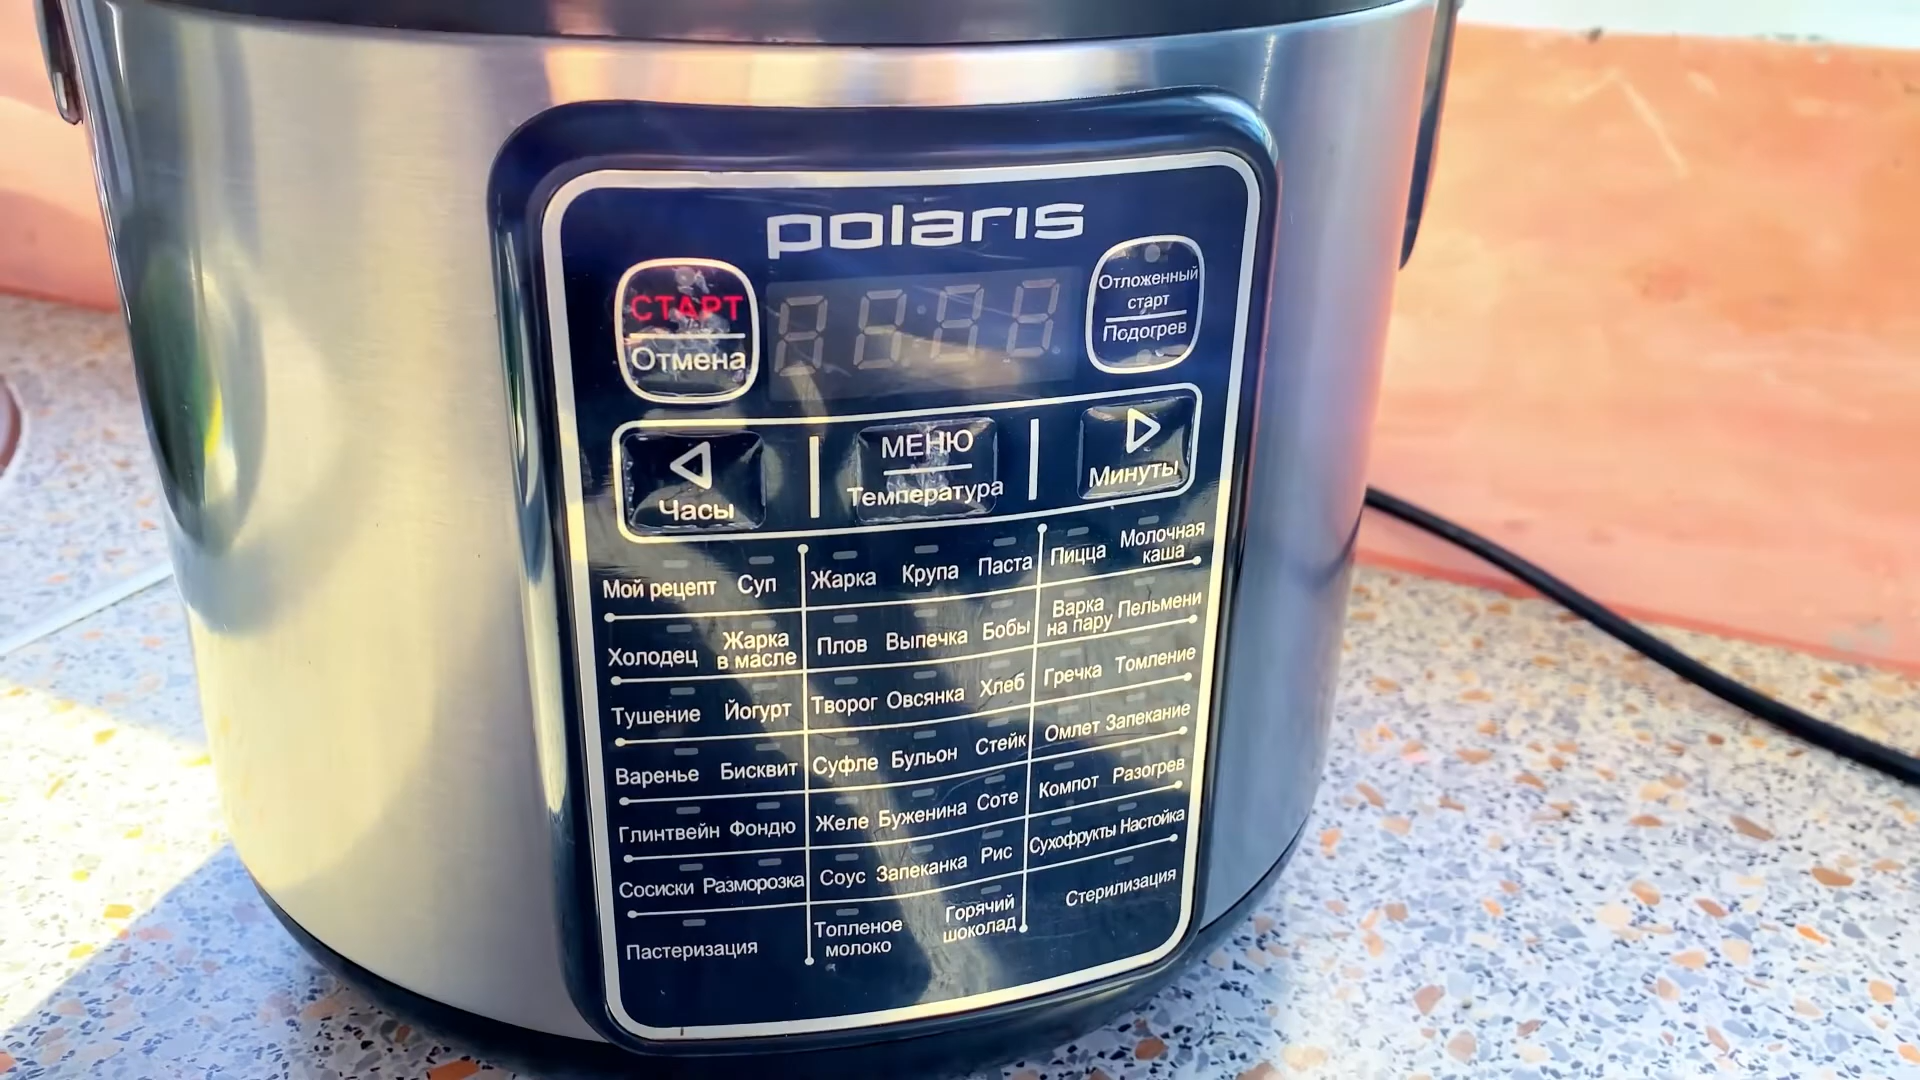 polaris
СТАРТ
Отмена
Отложенный
старт
Подогрев
Часы
МЕНЮ
Температура
Минуты
Мой рецепт Суп Жарка Крупа Паста Пицца Молочная каша
Холодец Жарка в масле Плов Выпечка Бобы Варка на пару Пельмени
Тушение Йогурт Творог Овсянка Хлеб Гречка Томление
Варенье Бисквит Суфле Бульон Стейк Омлет Запекание
Глинтвейн Фондю Желе Буженина Соте Компот Разогрев
Сосиски Разморозка Соус Запеканка Рис Сухофрукты Настойка
Пастеризация Топленое молоко Горячий шоколад Стерилизация